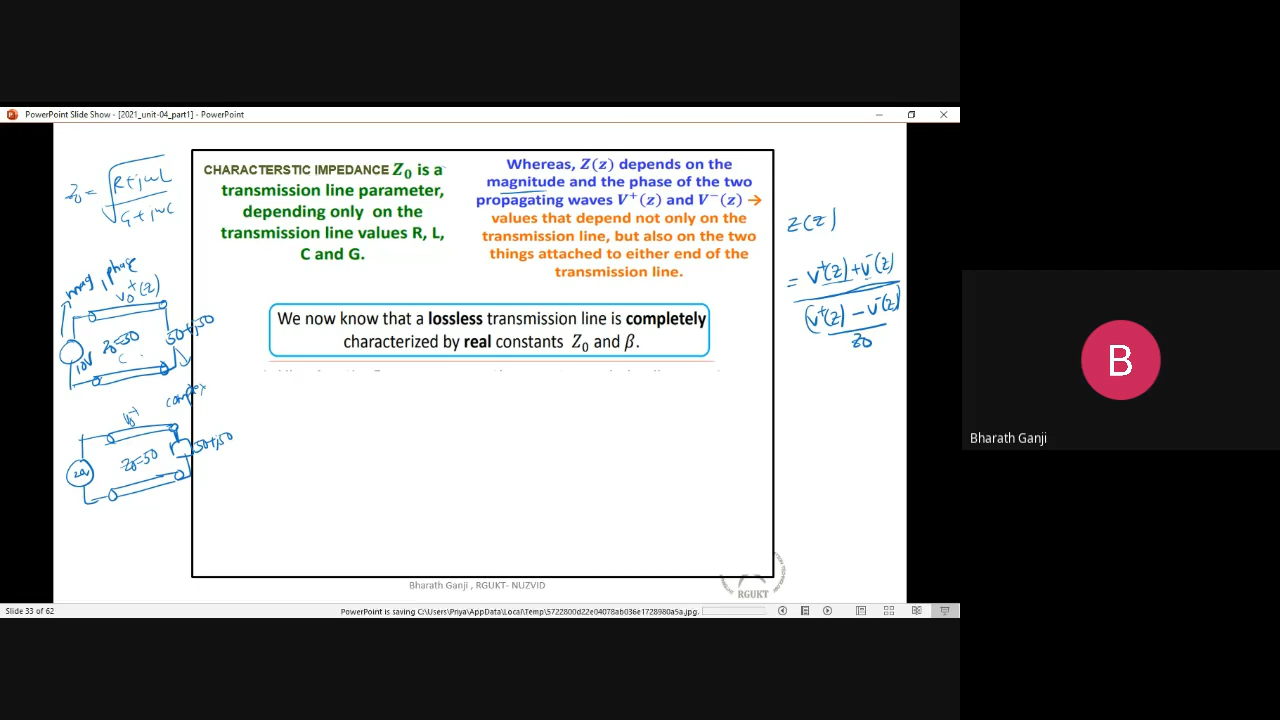 PowerPoint Slide Show - [2021_unit-04_part1] - PowerPoint
CHARACTERSTIC IMPEDANCE Z₀ is a
transmission line parameter,
depending only on the
transmission line values R, L,
C and G.
Whereas, Z(z) depends on the
magnitude and the phase of the two
propagating waves V⁺(z) and V⁻(z) →
values that depend not only on the
transmission line, but also on the two
things attached to either end of the
transmission line.
We now know that a lossless transmission line is completely
characterized by real constants Z₀ and β.
Z₀ = √(R+jωL / G+jωC)
mag, phase
V₀⁺(z)
Z₀=50
50+j50
10V
complex
V₀⁺
Z₀=50
50+j50
20V
Z(z)
= V⁺(z)+V⁻(z)
(V⁺(z) – V⁻(z))
Z₀
Bharath Ganji , RGUKT- NUZVID
RGUKT
Slide 33 of 62
PowerPoint is saving C:\Users\Priya\AppData\Local\Temp\5722800d22e04078ab036e1728980a5a.jpg.
B
Bharath Ganji